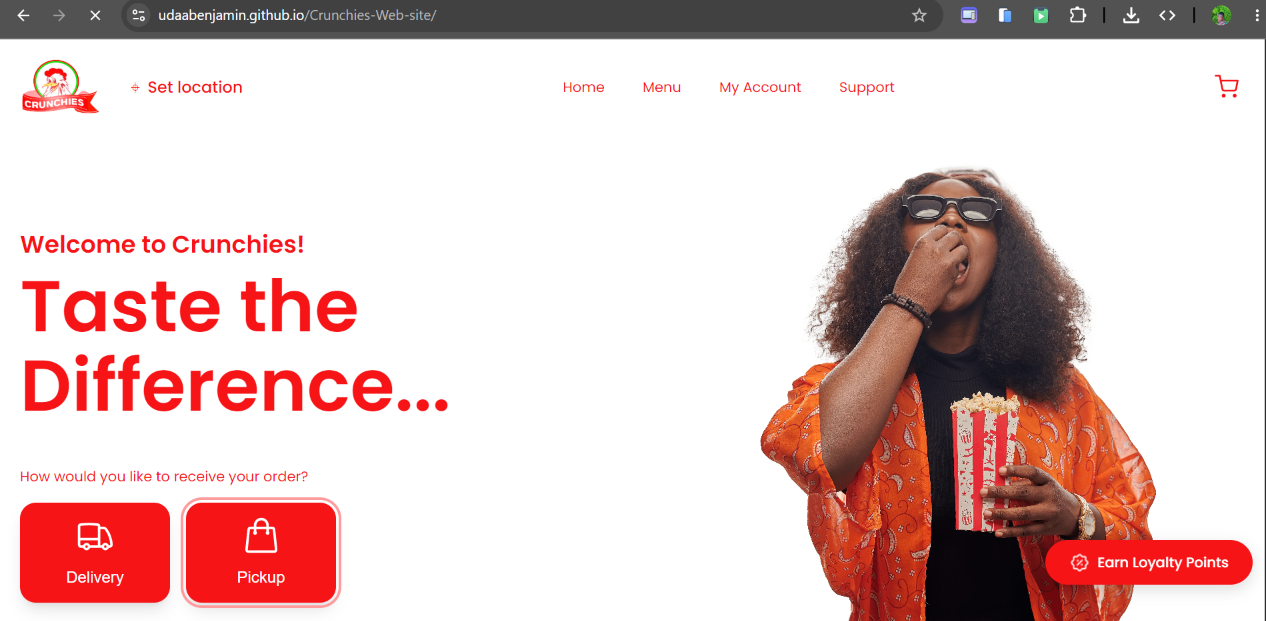 udaabenjamin.github.io/Crunchies-Web-site/
CRUNCHIES
Set location
Home
Menu
My Account
Support
Welcome to Crunchies!
Taste the
Difference...
How would you like to receive your order?
Delivery
Pickup
Earn Loyalty Points